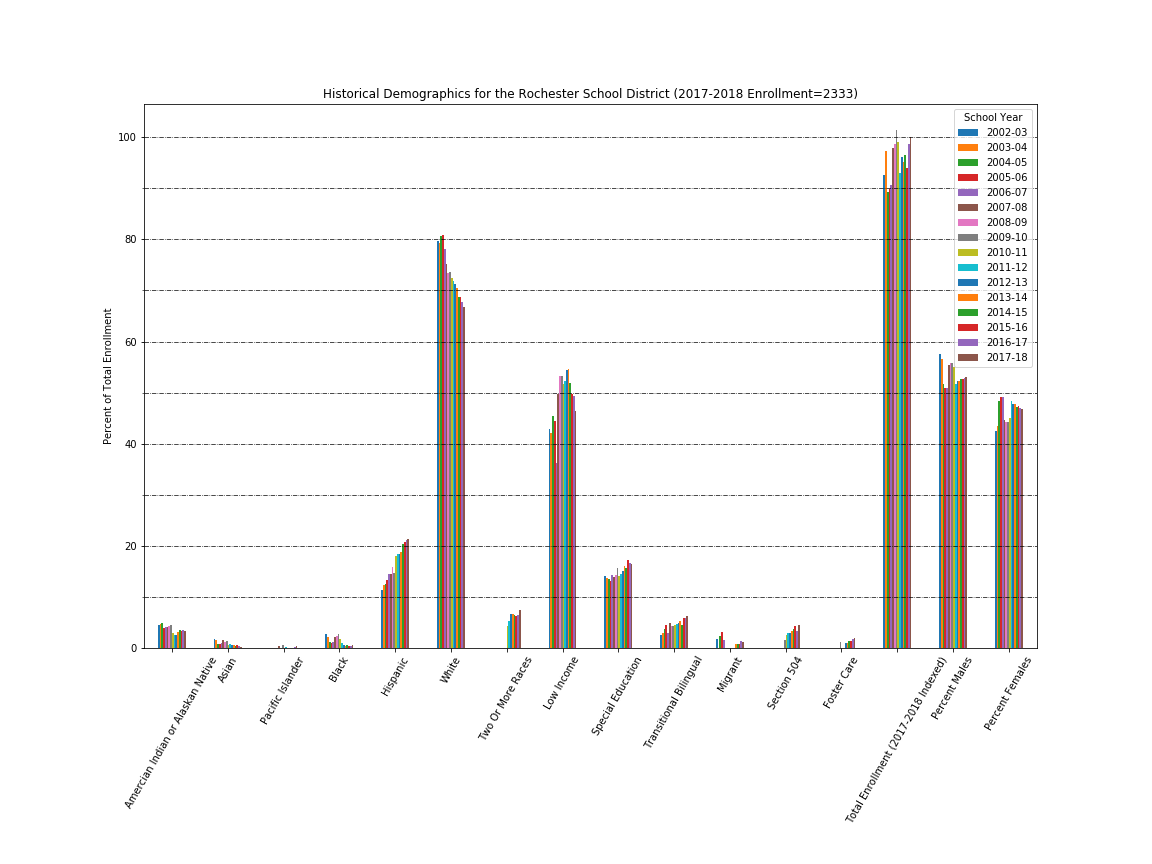 Historical Demographics for the Rochester School District (2017-2018 Enrollment=2333)
Percent of Total Enrollment
100
80
60
40
20
0
School Year
2002-03
2003-04
2004-05
2005-06
2006-07
2007-08
2008-09
2009-10
2010-11
2011-12
2012-13
2013-14
2014-15
2015-16
2016-17
2017-18
Amercian Indian or Alaskan Native
Asian
Pacific Islander
Black
Hispanic
White
Two Or More Races
Low Income
Special Education
Transitional Bilingual
Migrant
Section 504
Foster Care
Total Enrollment (2017-2018 Indexed)
Percent Males
Percent Females